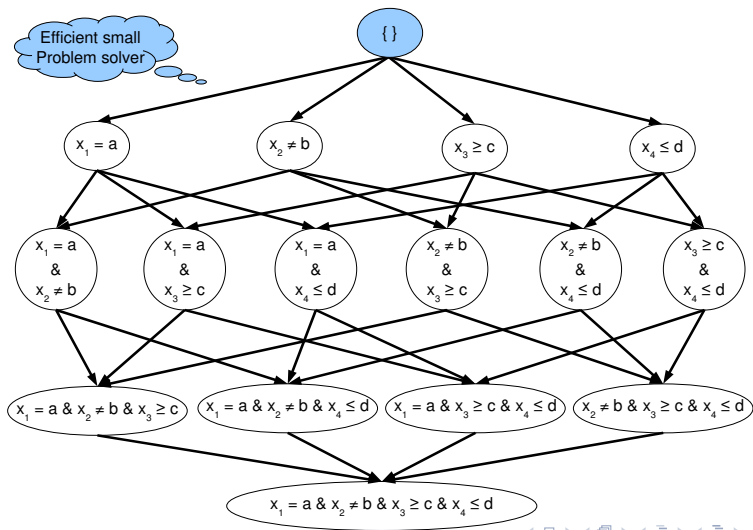 Efficient small
Problem solver
{ }
x₁ = a
x₂ ≠ b
x₃ ≥ c
x₄ ≤ d
x₁ = a
&
x₂ ≠ b
x₁ = a
&
x₃ ≥ c
x₁ = a
&
x₄ ≤ d
x₂ ≠ b
&
x₃ ≥ c
x₂ ≠ b
&
x₄ ≤ d
x₃ ≥ c
&
x₄ ≤ d
x₁ = a & x₂ ≠ b & x₃ ≥ c
x₁ = a & x₂ ≠ b & x₄ ≤ d
x₁ = a & x₃ ≥ c & x₄ ≤ d
x₂ ≠ b & x₃ ≥ c & x₄ ≤ d
x₁ = a & x₂ ≠ b & x₃ ≥ c & x₄ ≤ d